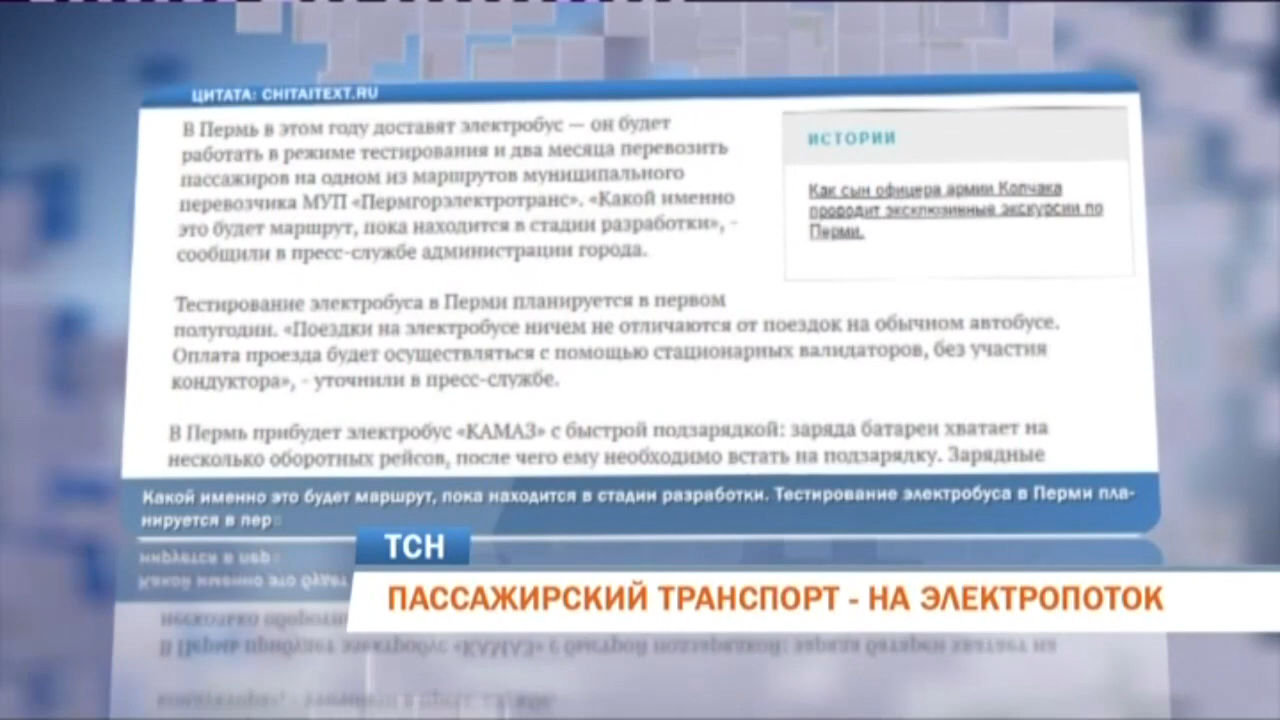 ЦИТАТА: CHITAITEXT.RU
В Пермь в этом году доставят электробус — он будет
работать в режиме тестирования и два месяца перевозить
пассажиров на одном из маршрутов муниципального
перевозчика МУП «Пермгорэлектротранс». «Какой именно
это будет маршрут, пока находится в стадии разработки», -
сообщили в пресс-службе администрации города.
ИСТОРИИ
Как сын офицера армии Колчака
прородит эксклюзивные экскурсии по
Перми.
Тестирование электробуса в Перми планируется в первом
полугодии. «Поездки на электробусе ничем не отличаются от поездок на обычном автобусе.
Оплата проезда будет осуществляться с помощью стационарных валидаторов, без участия
кондуктора», - уточнили в пресс-службе.
В Пермь прибудет электробус «КАМАЗ» с быстрой подзарядкой: заряда батареи хватает на
несколько оборотных рейсов, после чего ему необходимо встать на подзарядку. Зарядные
Какой именно это будет маршрут, пока находится в стадии разработки. Тестирование электробуса в Перми пла-
нируется в пер
ТСН
ПАССАЖИРСКИЙ ТРАНСПОРТ - НА ЭЛЕКТРОПОТОК